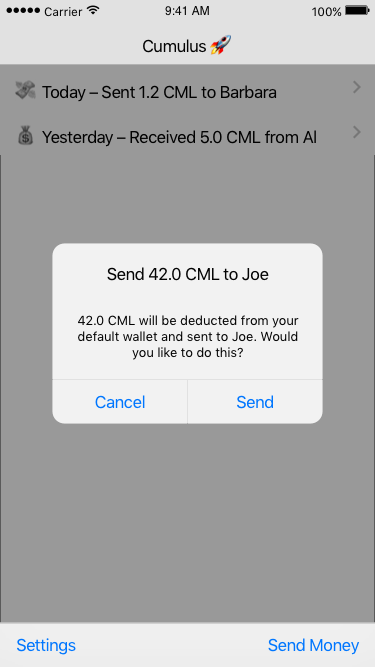 Carrier 9:41 AM 100%
Cumulus 🚀
💸 Today – Sent 1.2 CML to Barbara
💰 Yesterday – Received 5.0 CML from Al
Send 42.0 CML to Joe
42.0 CML will be deducted from your
default wallet and sent to Joe. Would
you like to do this?
Cancel Send
Settings Send Money